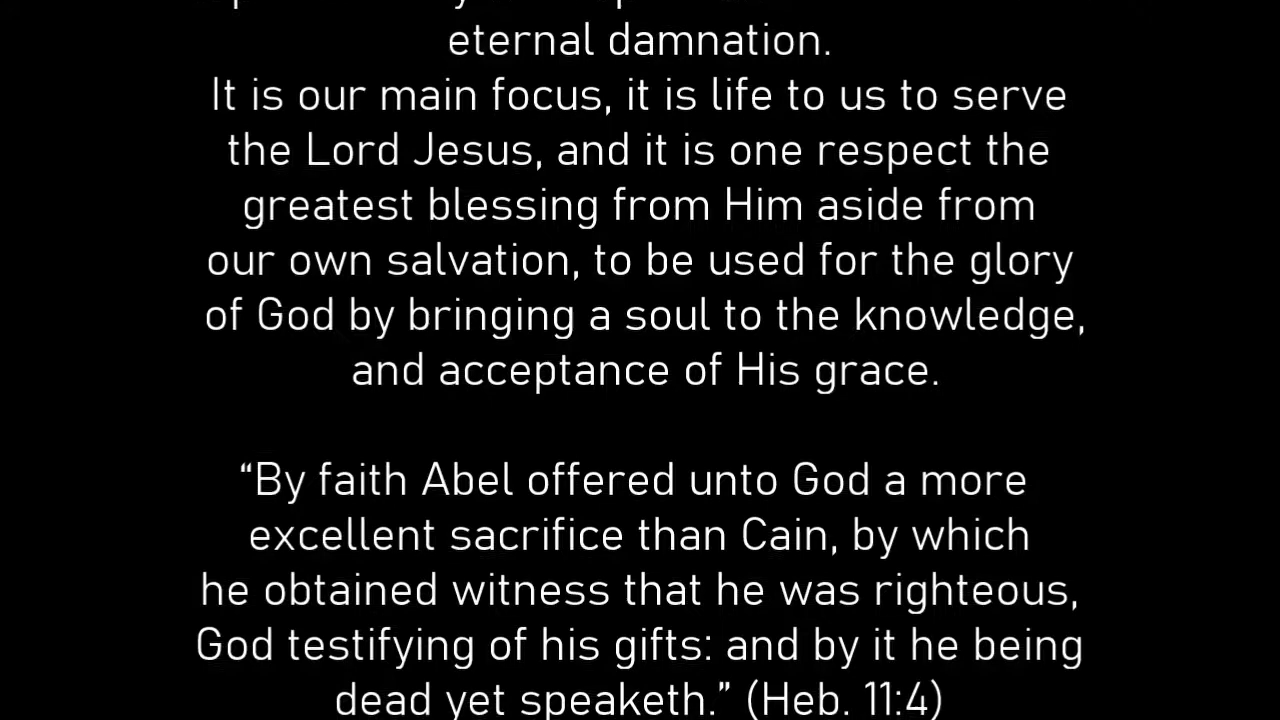 eternal damnation.
It is our main focus, it is life to us to serve
the Lord Jesus, and it is one respect the
greatest blessing from Him aside from
our own salvation, to be used for the glory
of God by bringing a soul to the knowledge,
and acceptance of His grace.
“By faith Abel offered unto God a more
excellent sacrifice than Cain, by which
he obtained witness that he was righteous,
God testifying of his gifts: and by it he being
dead yet speaketh.” (Heb. 11:4)